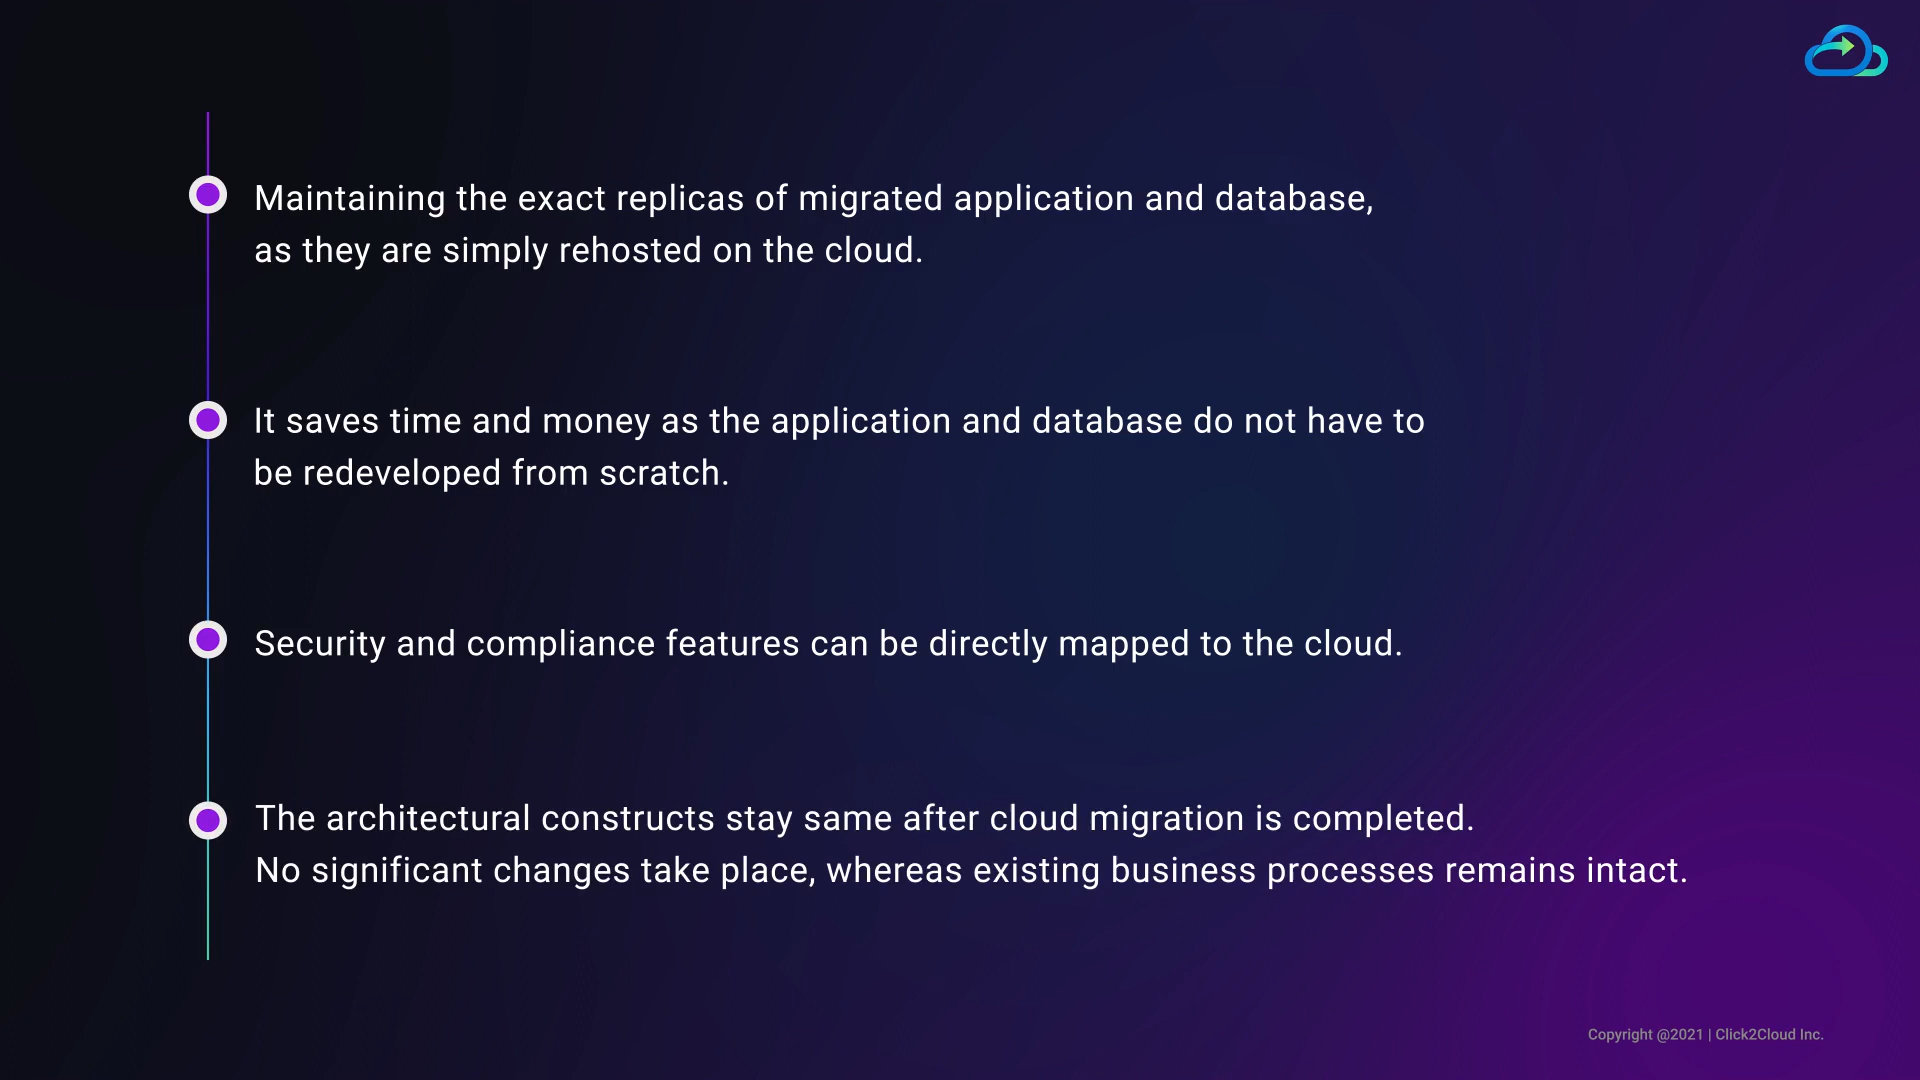 Maintaining the exact replicas of migrated application and database,
as they are simply rehosted on the cloud.
It saves time and money as the application and database do not have to
be redeveloped from scratch.
Security and compliance features can be directly mapped to the cloud.
The architectural constructs stay same after cloud migration is completed.
No significant changes take place, whereas existing business processes remains intact.
Copyright @2021 | Click2Cloud Inc.